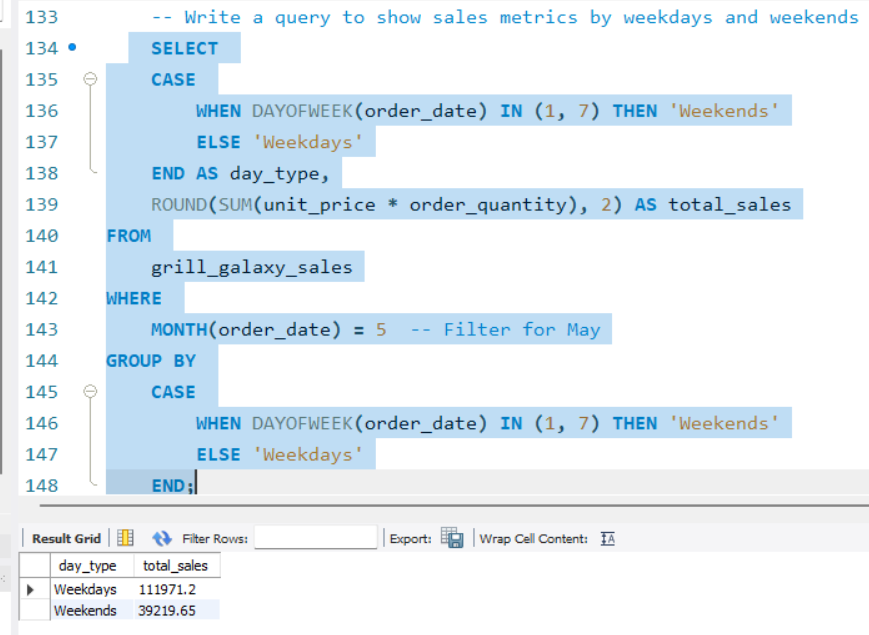 133 -- Write a query to show sales metrics by weekdays and weekends
134 SELECT
135 CASE
136 WHEN DAYOFWEEK(order_date) IN (1, 7) THEN 'Weekends'
137 ELSE 'Weekdays'
138 END AS day_type,
139 ROUND(SUM(unit_price * order_quantity), 2) AS total_sales
140 FROM
141 grill_galaxy_sales
142 WHERE
143 MONTH(order_date) = 5 -- Filter for May
144 GROUP BY
145 CASE
146 WHEN DAYOFWEEK(order_date) IN (1, 7) THEN 'Weekends'
147 ELSE 'Weekdays'
148 END;
Result Grid Filter Rows: Export: Wrap Cell Content: IA
day_type total_sales
Weekdays 111971.2
Weekends 39219.65